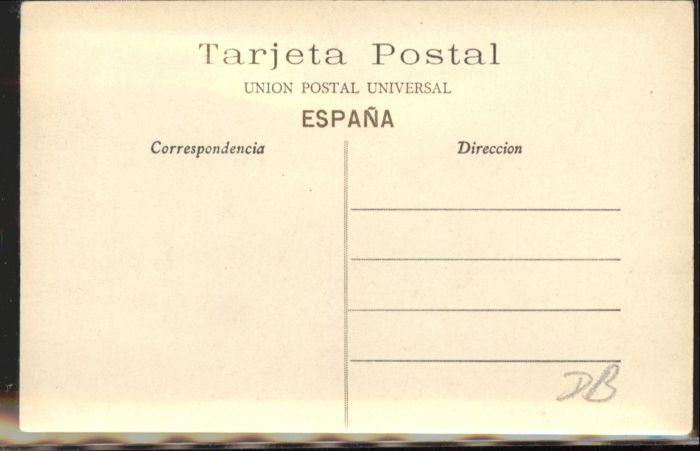 Tarjeta Postal
UNION POSTAL UNIVERSAL
ESPAÑA
Correspondencia
Direccion
DB